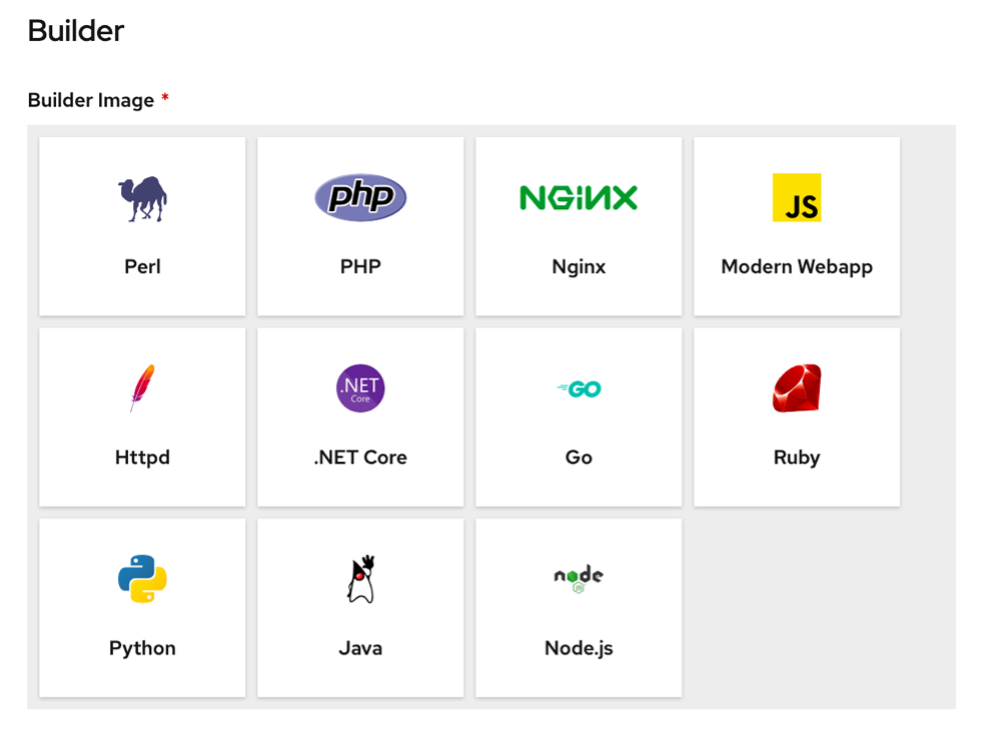 Builder
Builder Image *
php
NGINX
JS
Perl
PHP
Nginx
Modern Webapp
.NET
Core
GO
Httpd
.NET Core
Go
Ruby
node
JS
Python
Java
Node.js